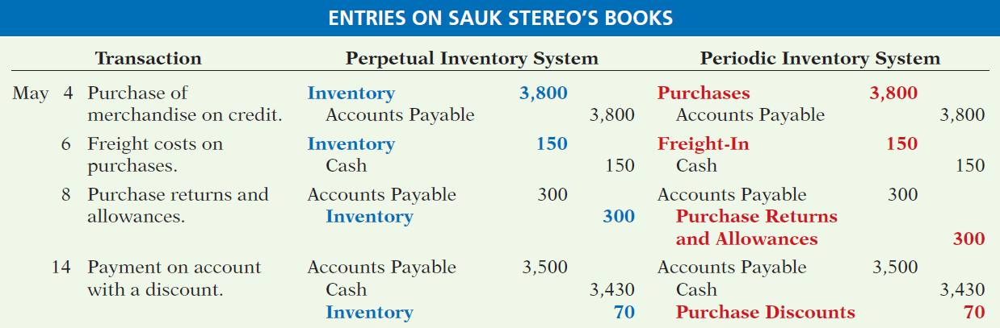 ENTRIES ON SAUK STEREO'S BOOKS
Transaction Perpetual Inventory System Periodic Inventory System
May 4 Purchase of Inventory 3,800 Purchases 3,800
merchandise on credit. Accounts Payable 3,800 Accounts Payable 3,800
6 Freight costs on Inventory 150 Freight-In 150
purchases. Cash 150 Cash 150
8 Purchase returns and Accounts Payable 300 Accounts Payable 300
allowances. Inventory 300 Purchase Returns
and Allowances 300
14 Payment on account Accounts Payable 3,500 Accounts Payable 3,500
with a discount. Cash 3,430 Cash 3,430
Inventory 70 Purchase Discounts 70